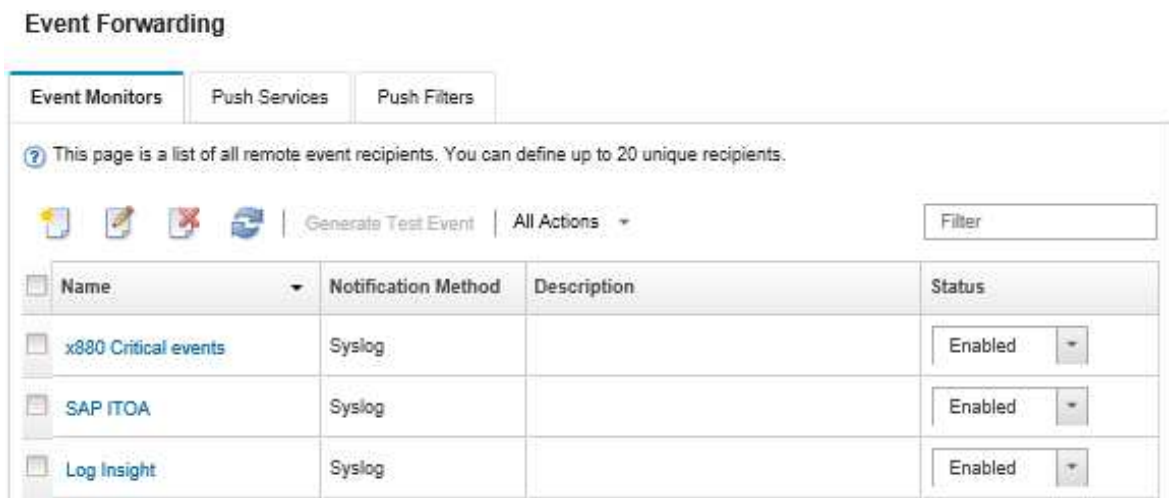 Event Forwarding
Event Monitors Push Services Push Filters
? This page is a list of all remote event recipients. You can define up to 20 unique recipients.
Generate Test Event All Actions Filter
Name Notification Method Description Status
x880 Critical events Syslog Enabled
SAP ITOA Syslog Enabled
Log Insight Syslog Enabled